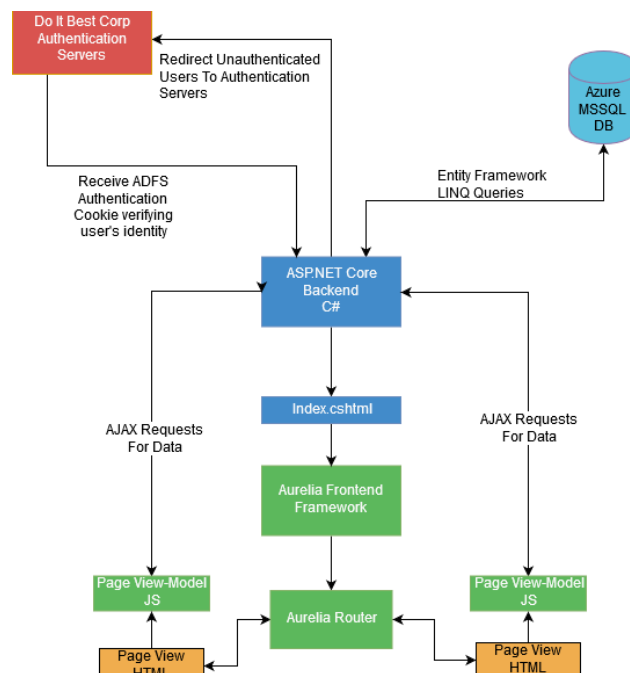 Do It Best Corp
Authentication
Servers
Redirect Unauthenticated
Users To Authentication
Servers
Azure
MSSQL
DB
Receive ADFS
Authentication
Cookie verifying
user's identity
Entity Framework
LINQ Queries
ASP.NET Core
Backend
C#
Index.cshtml
AJAX Requests
For Data
AJAX Requests
For Data
Aurelia Frontend
Framework
Page View-Model
JS
Aurelia Router
Page View-Model
JS
Page View
HTML
Page View
HTML